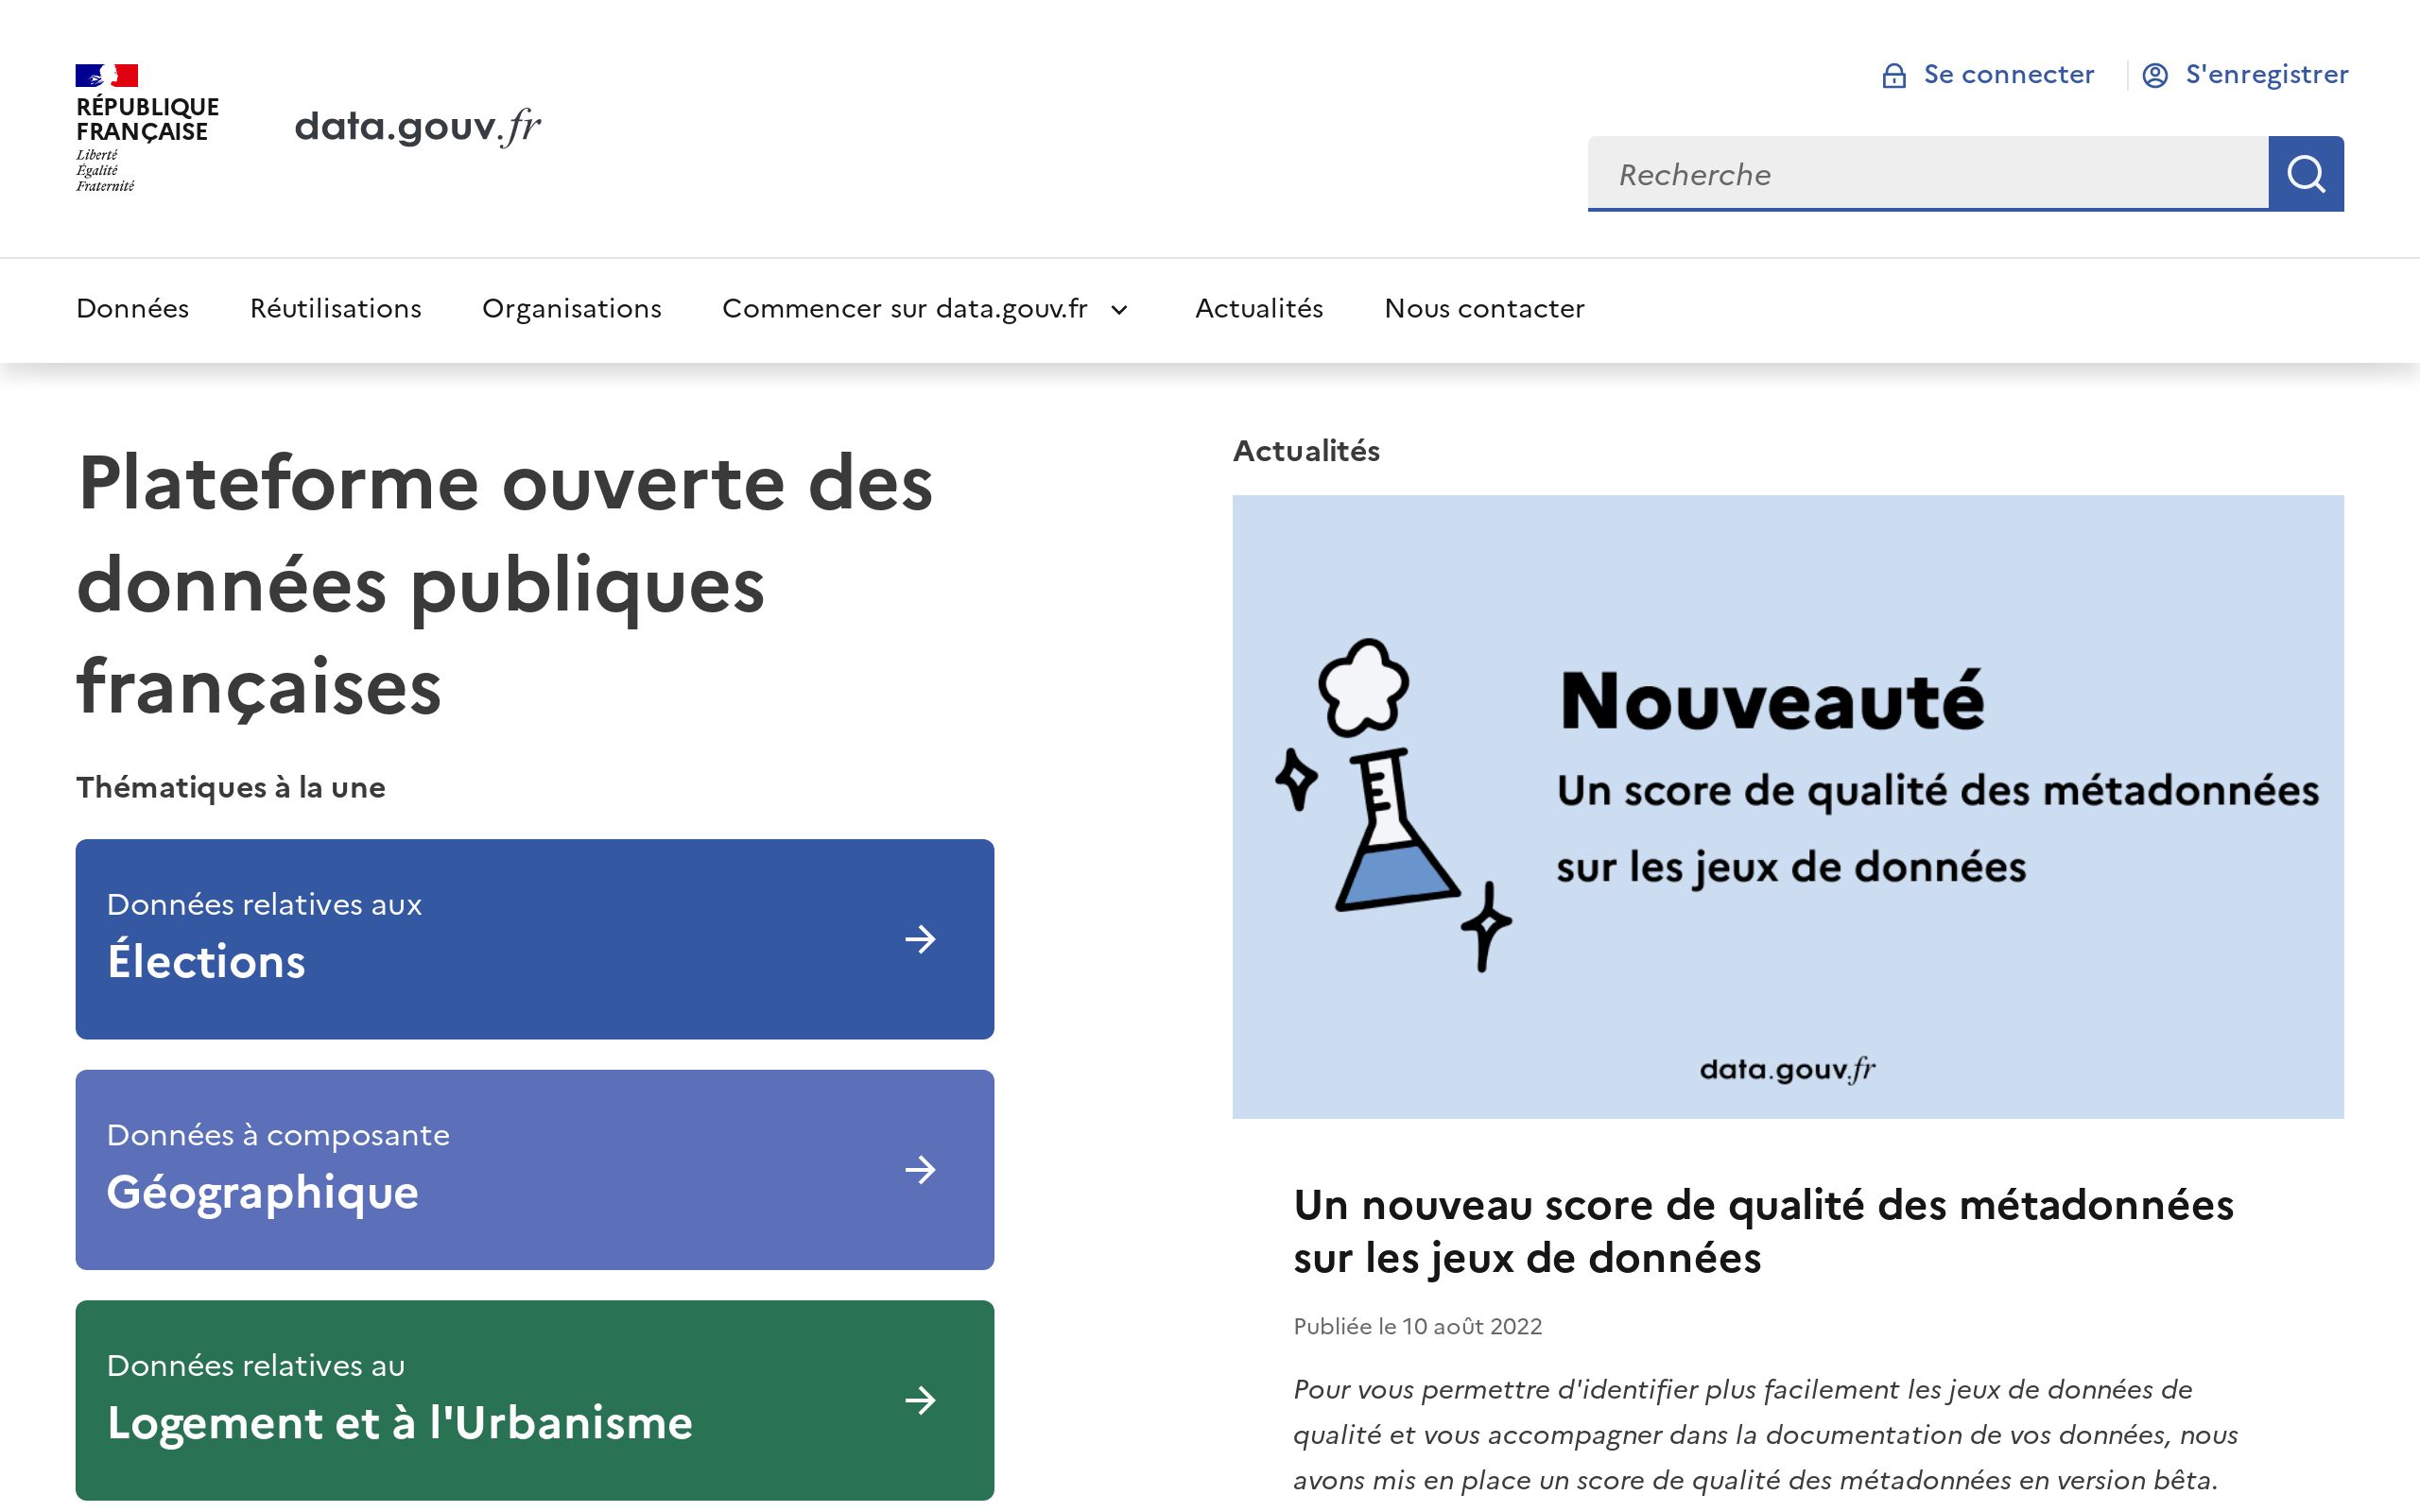 RÉPUBLIQUE
FRANÇAISE
Liberté
Égalité
Fraternité
data.gouv.fr
Se connecter
S'enregistrer
Recherche
Données
Réutilisations
Organisations
Commencer sur data.gouv.fr
Actualités
Nous contacter
Plateforme ouverte des
données publiques
françaises
Thématiques à la une
Données relatives aux
Élections
Données à composante
Géographique
Données relatives au
Logement et à l'Urbanisme
Actualités
Nouveauté
Un score de qualité des métadonnées
sur les jeux de données
data.gouv.fr
Un nouveau score de qualité des métadonnées
sur les jeux de données
Publiée le 10 août 2022
Pour vous permettre d'identifier plus facilement les jeux de données de
qualité et vous accompagner dans la documentation de vos données, nous
avons mis en place un score de qualité des métadonnées en version bêta.